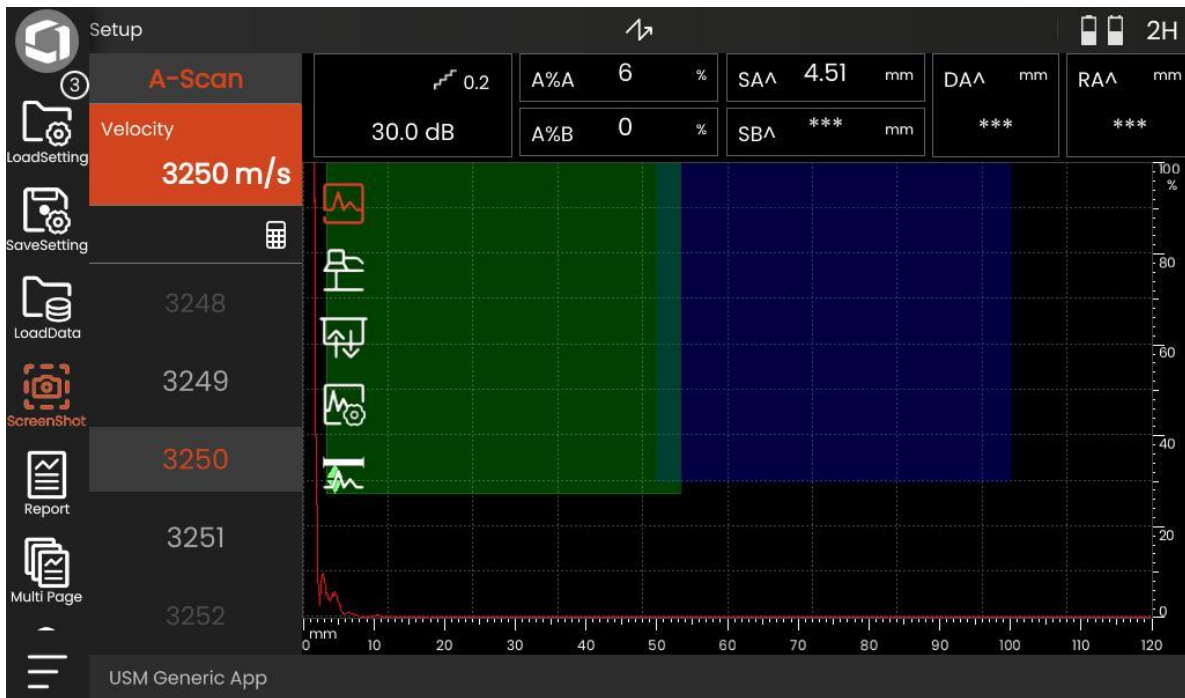 Setup
2H
3
LoadSetting
SaveSetting
LoadData
ScreenShot
Report
Multi Page
A-Scan
Velocity
3250 m/s
3248
3249
3250
3251
3252
0.2
30.0 dB
A%A 6 %
A%B 0 %
SA^ 4.51 mm
SB^ *** mm
DA^ mm
***
RA^ mm
***
100
%
80
60
40
20
0
mm
0 10 20 30 40 50 60 70 80 90 100 110 120
USM Generic App